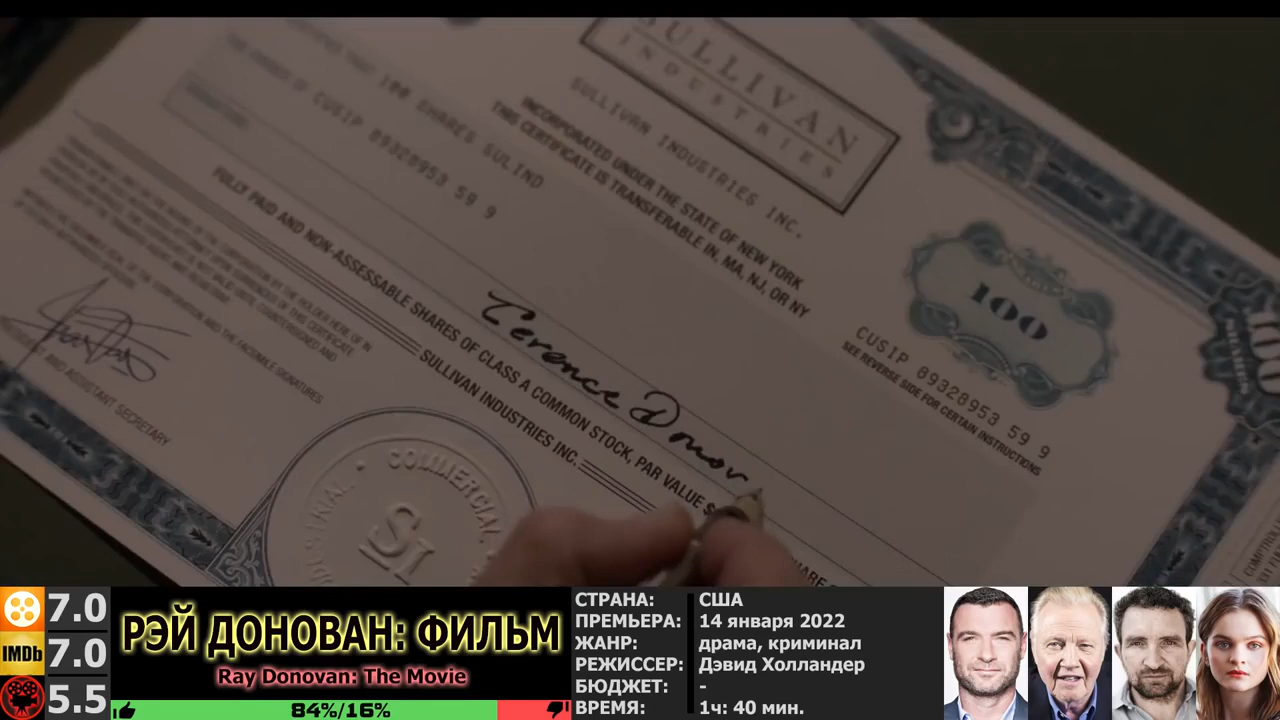 SULLIVAN
INDUSTRIES
SULLIVAN INDUSTRIES INC.
INCORPORATED UNDER THE STATE OF NEW YORK
THIS CERTIFICATE IS TRANSFERABLE IN, MA, NJ, OR NY
100 SHARES SULIND
CUSIP 89328953 59 9
100
CUSIP 89328953 59 9
SEE REVERSE SIDE FOR CERTAIN INSTRUCTIONS
100
SHARES
Terence Donov
FULLY PAID AND NON-ASSESSABLE SHARES OF CLASS A COMMON STOCK, PAR VALUE
SULLIVAN INDUSTRIES INC.
AND ASSISTANT SECRETARY
COMMERCIAL
SI
7.0
IMDb 7.0
5.5
РЭЙ ДОНОВАН: ФИЛЬМ
Ray Donovan: The Movie
84%/16%
СТРАНА: США
ПРЕМЬЕРА: 14 января 2022
ЖАНР: драма, криминал
РЕЖИССЕР: Дэвид Холландер
БЮДЖЕТ: -
ВРЕМЯ: 1ч: 40 мин.